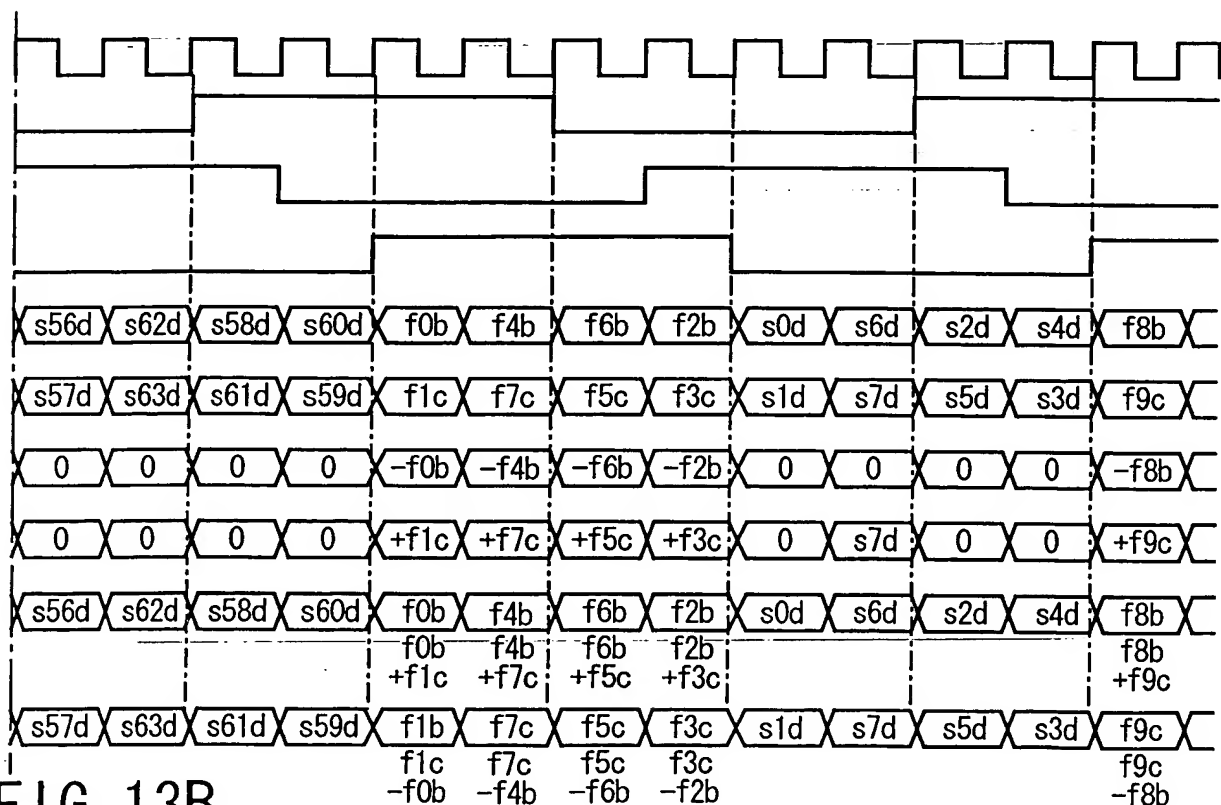 s56d s62d s58d s60d f0b f4b f6b f2b s0d s6d s2d s4d f8b
s57d s63d s61d s59d f1c f7c f5c f3c s1d s7d s5d s3d f9c
0 0 0 0 −f0b −f4b −f6b −f2b 0 0 0 0 −f8b
0 0 0 0 +f1c +f7c +f5c +f3c 0 s7d 0 0 +f9c
s56d s62d s58d s60d f0b f4b f6b f2b s0d s6d s2d s4d f8b
f0b f4b f6b f2b f8b
+f1c +f7c +f5c +f3c +f9c
s57d s63d s61d s59d f1b f7c f5c f3c s1d s7d s5d s3d f9c
f1c f7c f5c f3c f9c
−f0b −f4b −f6b −f2b −f8b
FIG. 13B